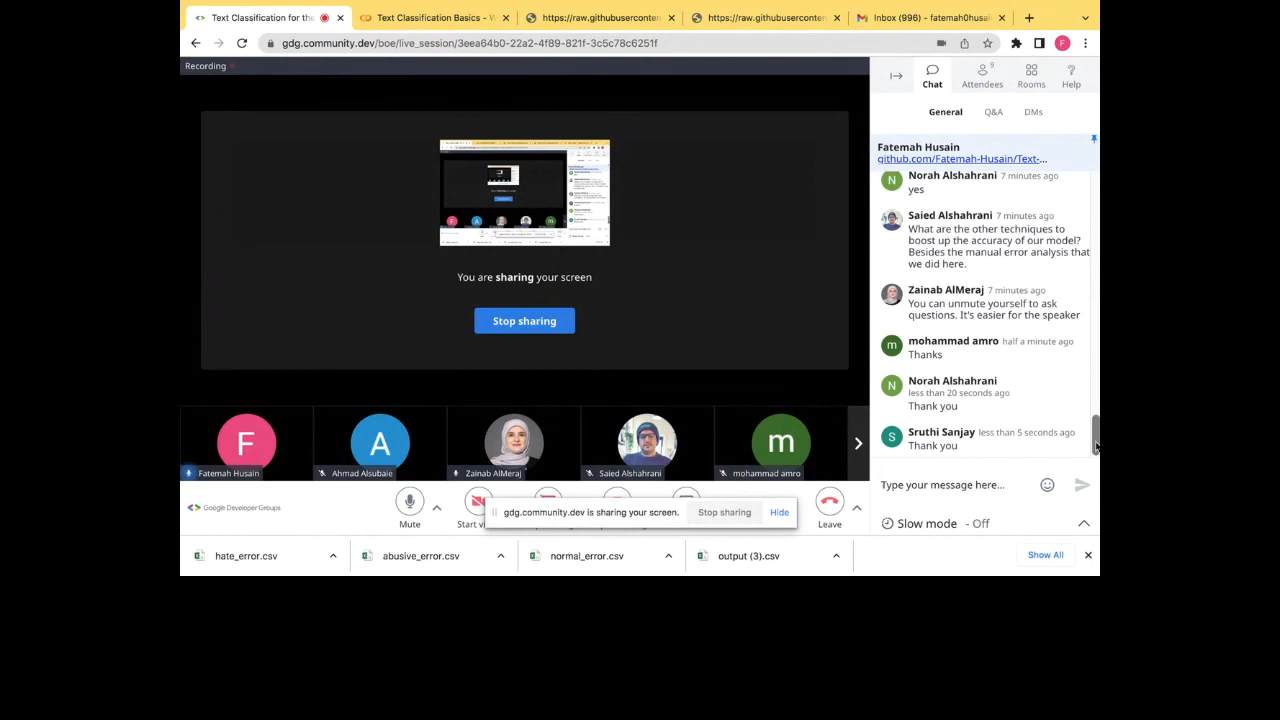 Text Classification for the
Text Classification Basics - W
https://raw.githubuserconten
https://raw.githubuserconten
Inbox (996) - fatemah0husai
gdg.community.dev/boe/live_session/3eea64b0-22a2-4f89-821f-3c5c78c6251f
F
Recording
9
Chat
Attendees
Rooms
Help
General
Q&A
DMs
Fatemah Husain
github.com/Fatemah-Husain/Text-...
N
Norah Alshahrani 7 minutes ago
yes
Saied Alshahrani 7 minutes ago
What are the other techniques to
boost up the accuracy of our model?
Besides the manual error analysis that
we did here.
Zainab AlMeraj 7 minutes ago
You can unmute yourself to ask
questions. It's easier for the speaker
m
mohammad amro half a minute ago
Thanks
N
Norah Alshahrani
less than 20 seconds ago
Thank you
S
Sruthi Sanjay less than 5 seconds ago
Thank you
Type your message here...
Slow mode - Off
You are sharing your screen
Stop sharing
F
A
m
Fatemah Husain
Ahmad Alsubaie
Zainab AlMeraj
Saied Alshahrani
mohammad amro
Google Developer Groups
Mute
Start vi
gdg.community.dev is sharing your screen.
Stop sharing
Hide
Leave
hate_error.csv
abusive_error.csv
normal_error.csv
output (3).csv
Show All